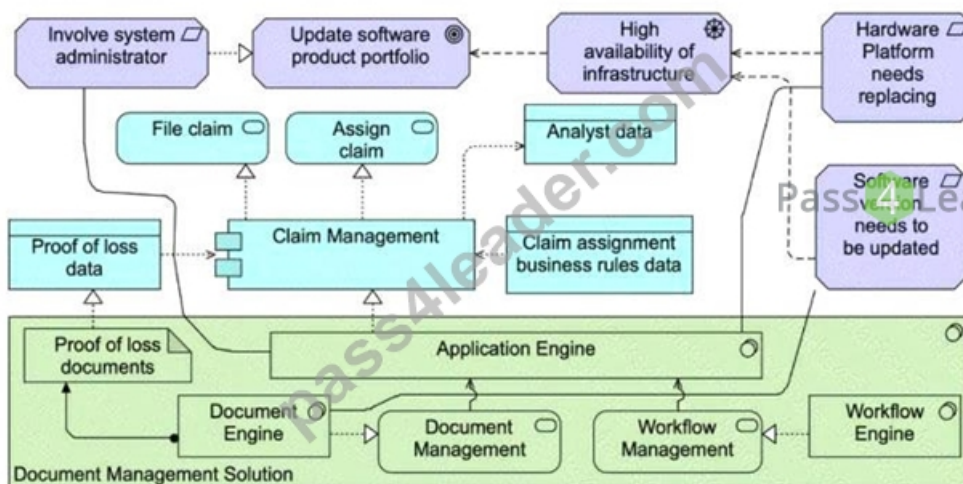 Involve system
administrator
Update software
product portfolio
High
availability of
infrastructure
Hardware
Platform
needs
replacing
File claim
Assign
claim
Analyst data
Software
version
needs to
be updated
Pass4Lea
Proof of loss
data
Claim Management
Claim assignment
business rules data
Proof of loss
documents
Application Engine
Document
Engine
Document
Management
Workflow
Management
Workflow
Engine
Document Management Solution
pass4leader.com